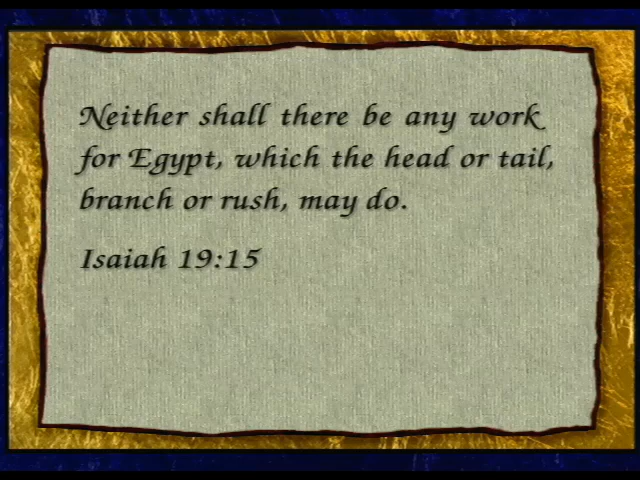 Neither shall there be any work
for Egypt, which the head or tail,
branch or rush, may do.
Isaiah 19:15